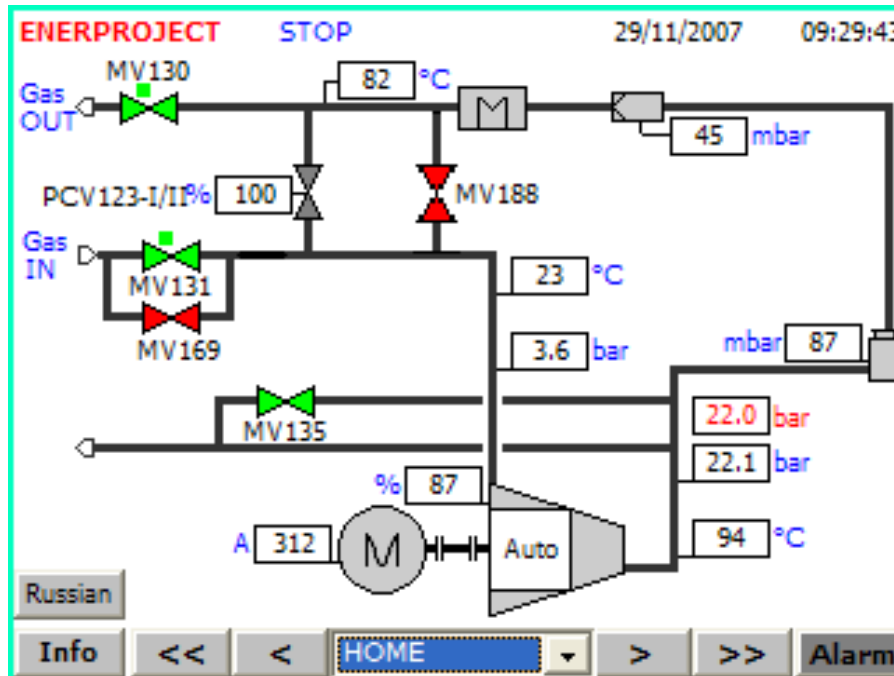 ENERPROJECT STOP 29/11/2007 09:29:43
MV130
82 °C
Gas
OUT
M
45 mbar
PCV123-I/II% 100
MV188
Gas
IN
MV131
23 °C
MV169
3.6 bar
mbar 87
MV135
22.0 bar
22.1 bar
% 87
A 312
M
Auto
94 °C
Russian
Info << < HOME > >> Alarm